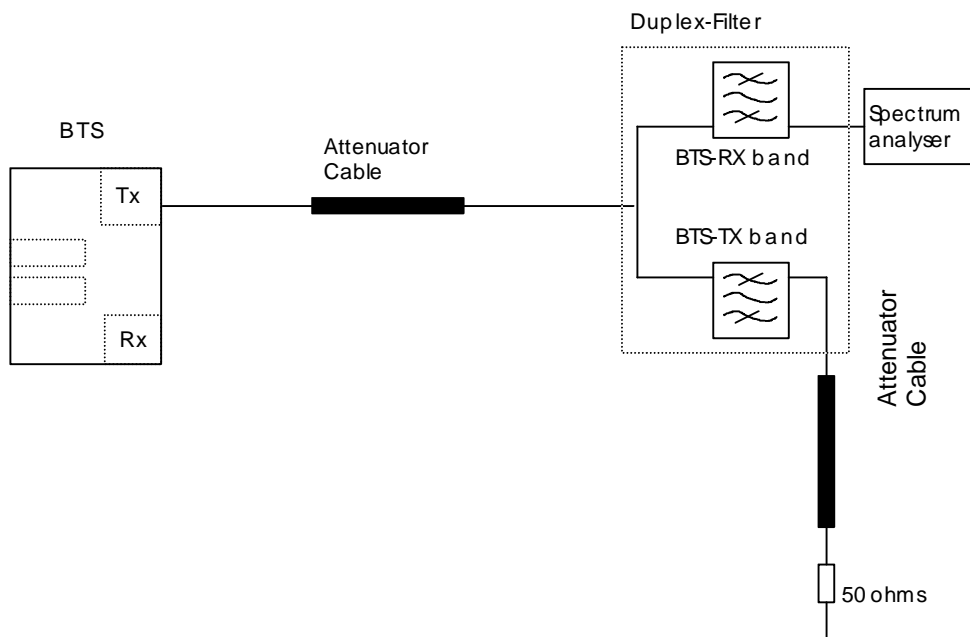 Duplex-Filter
BTS
Spectrum
analyser
Attenuator
Cable
BTS-RX band
Tx
BTS-TX band
Rx
Attenuator
Cable
50 ohms